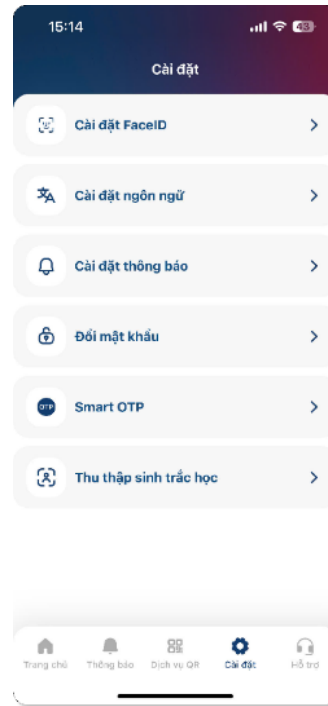 15:14
43
Cài đặt
Cài đặt FaceID
Cài đặt ngôn ngữ
Cài đặt thông báo
Đổi mật khẩu
OTP
Smart OTP
Thu thập sinh trắc học
Trang chủ Thông báo Dịch vụ QR Cài đặt Hỗ trợ